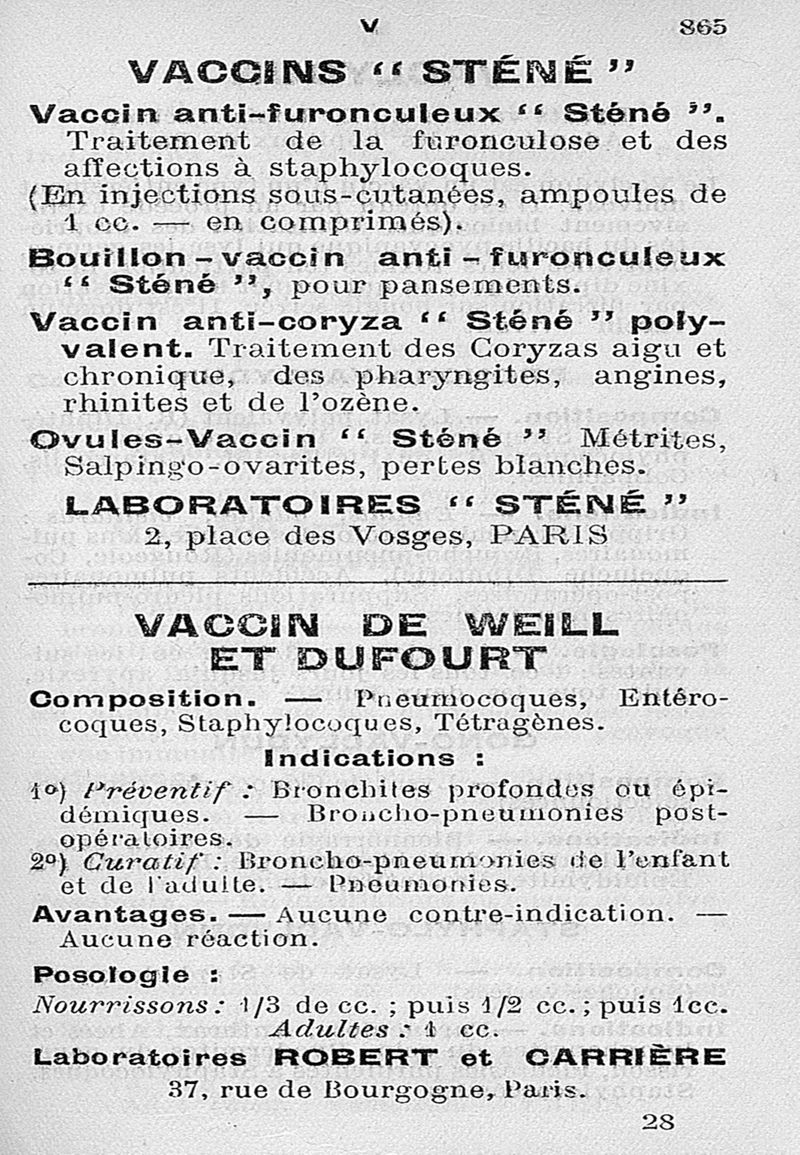 V 865
VACCINS “ STÉNÉ ”
Vaccin anti-furonculeux “ Sténé ”.
Traitement de la furonculose et des
affections à staphylocoques.
(En injections sous-cutanées, ampoules de
1 cc. — en comprimés).
Bouillon-vaccin anti-furonculeux
“ Sténé ”, pour pansements.
Vaccin anti-coryza “ Sténé ” poly-
valent. Traitement des Coryzas aigu et
chronique, des pharyngites, angines,
rhinites et de l’ozène.
Ovules-Vaccin “ Sténé ” Métrites,
Salpingo-ovarites, pertes blanches.
LABORATOIRES “ STÉNÉ ”
2, place des Vosges, PARIS
VACCIN DE WEILL
ET DUFOURT
Composition. — Pneumocoques, Entéro-
coques, Staphylocoques, Tétragènes.
Indications :
1º) Préventif : Bronchites profondes ou épi-
démiques. — Broncho-pneumonies post-
opératoires.
2º) Curatif : Broncho-pneumonies de l’enfant
et de l’adulte. — Pneumonies.
Avantages. — Aucune contre-indication. —
Aucune réaction.
Posologie :
Nourrissons : 1/3 de cc. ; puis 1/2 cc. ; puis 1cc.
Adultes : 1 cc.
Laboratoires ROBERT et CARRIÈRE
37, rue de Bourgogne, Paris.
28